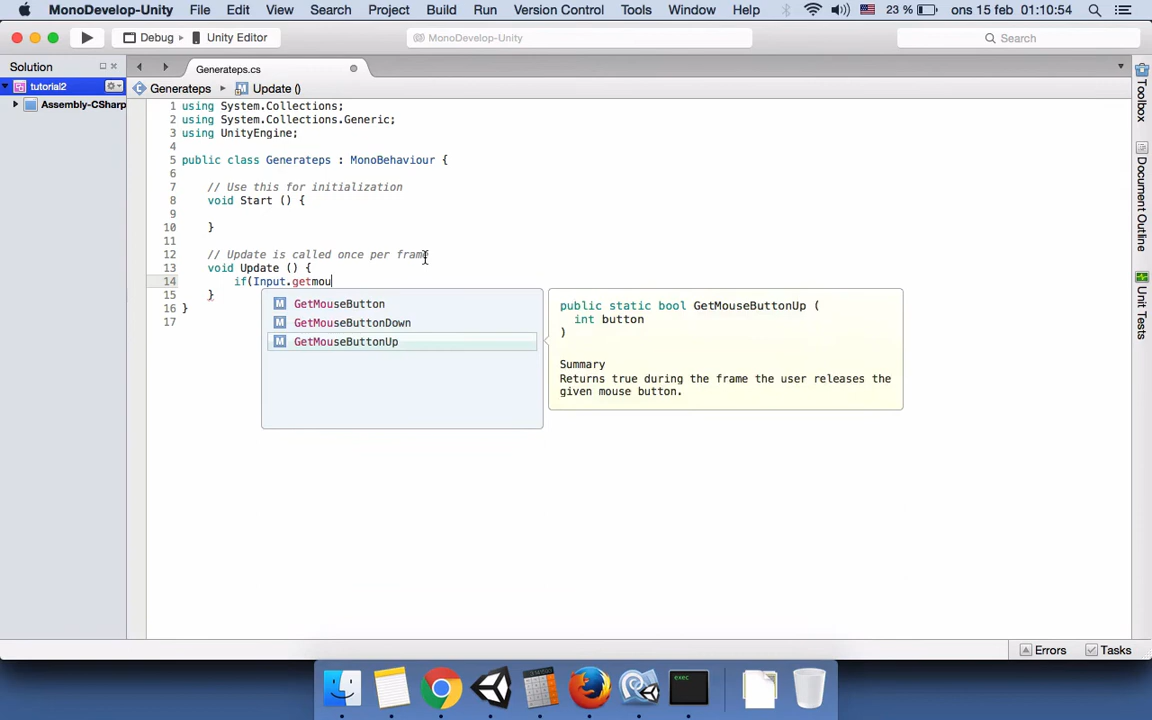 MonoDevelop-Unity File Edit View Search Project Build Run Version Control Tools Window Help 23 % ons 15 feb 01:10:54
Debug › Unity Editor MonoDevelop-Unity Search
Solution
Generateps.cs
tutorial2
Generateps Update ()
Assembly-CSharp
1 using System.Collections;
2 using System.Collections.Generic;
3 using UnityEngine;
4
5 public class Generateps : MonoBehaviour {
6
7 // Use this for initialization
8 void Start () {
9
10 }
11
12 // Update is called once per frame
13 void Update () {
14 if(Input.getmou
15 }
16 }
17
GetMouseButton
GetMouseButtonDown
GetMouseButtonUp
public static bool GetMouseButtonUp (
int button
)
Summary
Returns true during the frame the user releases the
given mouse button.
Toolbox
Document Outline
Unit Tests
Errors Tasks
exec